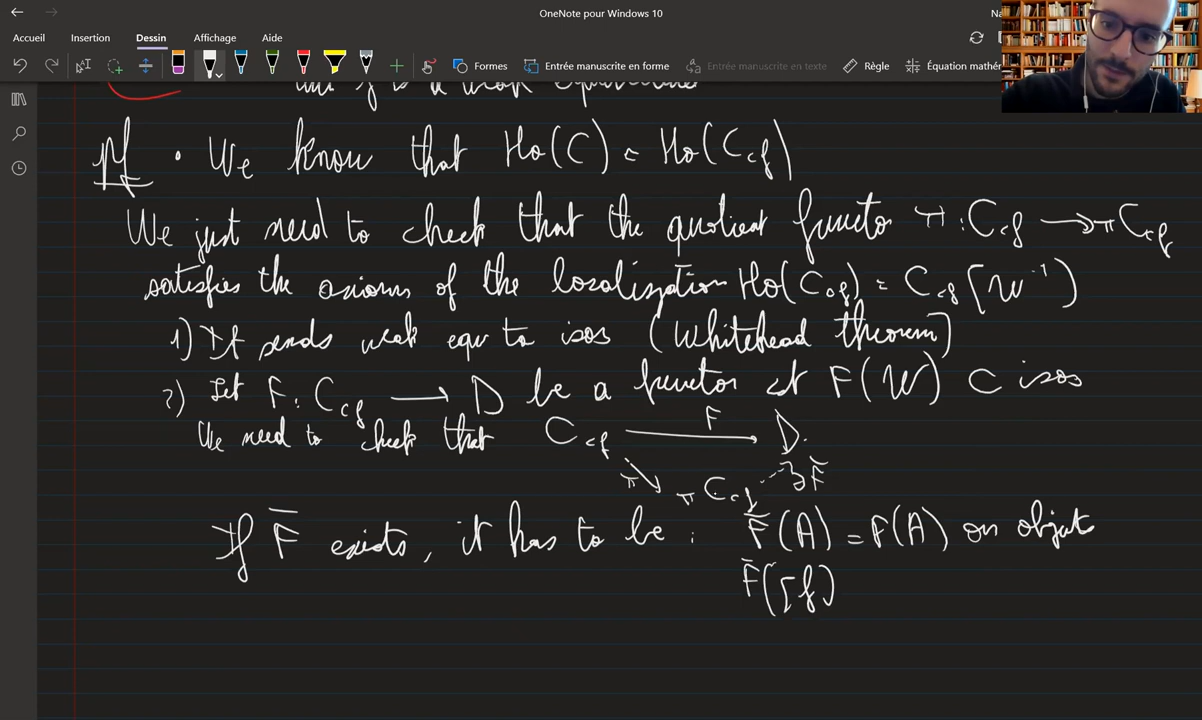 OneNote pour Windows 10
Accueil Insertion Dessin Affichage Aide
Formes Entrée manuscrite en forme Entrée manuscrite en texte Règle Équation mathé
Pf • We know that Ho(C) = Ho(C_cf)
We just need to check that the quotient functor π : C_cf → πC_cf
satisfies the axioms of the localization Ho(C_cf) = C_cf[W⁻¹]
1) It sends weak equ to isos (Whitehead theorem)
2) Let F : C_cf → D be a functor st F(W) ⊂ isos
We need to check that C_cf F D.
π πC_cf ∃ F̄
If F̄ exists, it has to be : F̄(A) = F(A) on objects
F̄([f)